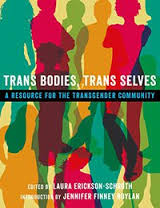 TRANS BODIES, TRANS SELVES
A RESOURCE FOR THE TRANSGENDER COMMUNITY
EDITED BY LAURA ERICKSON-SCHROTH
INTRODUCTION BY JENNIFER FINNEY BOYLAN